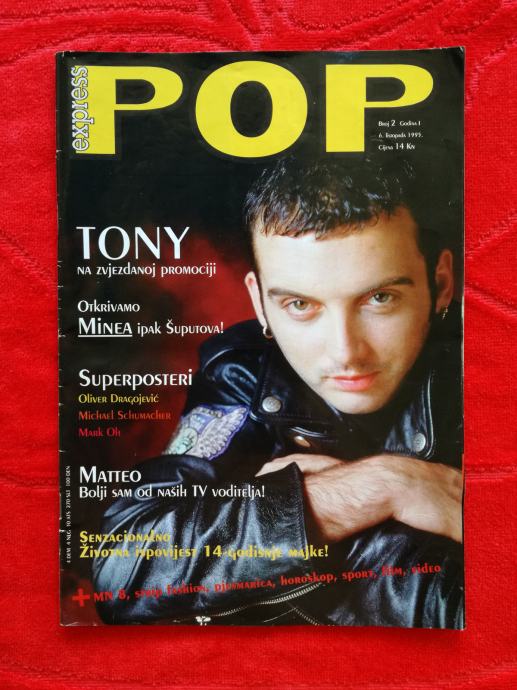 express
POP
Broj 2 Godina I
6. listopada 1995.
Cijena 14 Kn
TONY
NA ZVJEZDANOJ PROMOCIJI
Otkrivamo
MINEA ipak Šuputova!
Superposteri
Oliver Dragojević
Michael Schumacher
Mark Oh
MATTEO
Bolji sam od naših TV voditelja!
Senzacionalno
Životna ispovijest 14-godišnje majke!
+ MN 8, strip fashion, pjesmarica, horoskop, sport, film, video